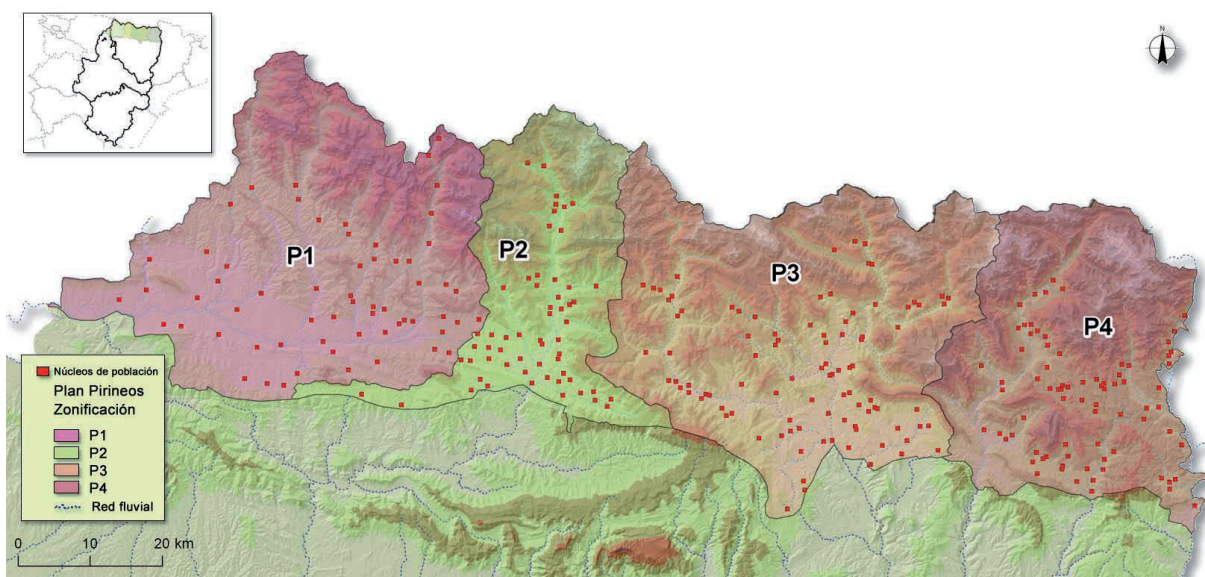 N
P1
P2
P3
P4
Núcleos de población
Plan Pirineos
Zonificación
P1
P2
P3
P4
Red fluvial
0 10 20 km